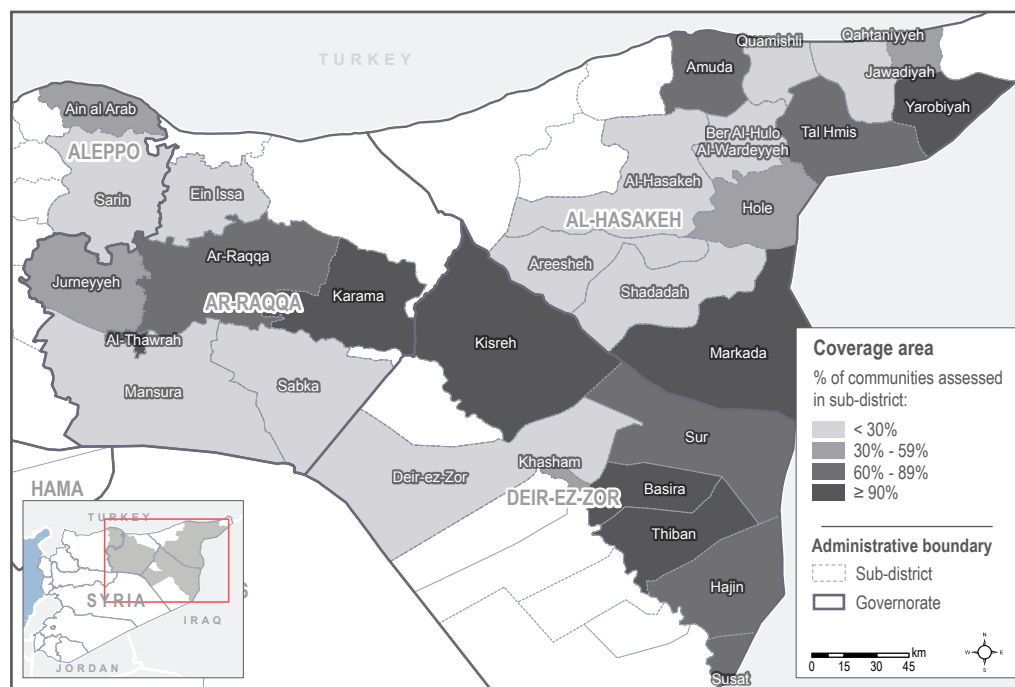 TURKEY
Quamishli
Qahtaniyyeh
Amuda
Jawadiyah
Yarobiyah
Ain al Arab
Ber Al-Hulo
Al-Wardeyyeh
Tal Hmis
ALEPPO
Ein Issa
Al-Hasakeh
Sarin
Hole
AL-HASAKEH
Ar-Raqqa
Areesheh
Jurneyyeh
Shadadah
Karama
AR-RAQQA
Al-Thawrah
Kisreh
Markada
Mansura
Sabka
Sur
Khasham
Deir-ez-Zor
DEIR-EZ-ZOR
Basira
Thiban
Hajin
Susat
HAMA
Coverage area
% of communities assessed
in sub-district:
< 30%
30% - 59%
60% - 89%
≥ 90%
Administrative boundary
Sub-district
Governorate
km
0 15 30 45
N
W E
S
TURKEY
SYRIA
S
IRAQ
JORDAN